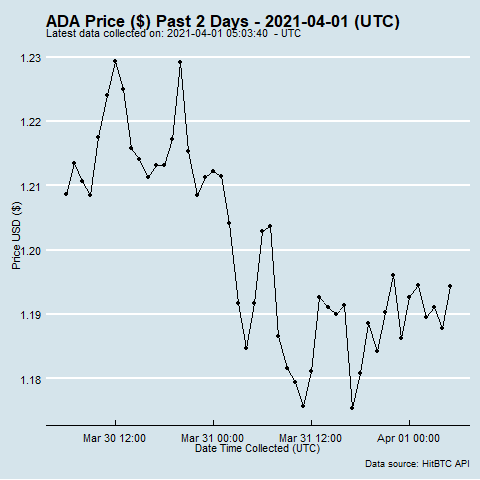 ADA Price ($) Past 2 Days - 2021-04-01 (UTC)
Latest data collected on: 2021-04-01 05:03:40  - UTC
1.23
1.22
1.21
1.20
1.19
1.18
Price USD ($)
Mar 30 12:00
Mar 31 00:00
Mar 31 12:00
Apr 01 00:00
Date Time Collected (UTC)
Data source: HitBTC API